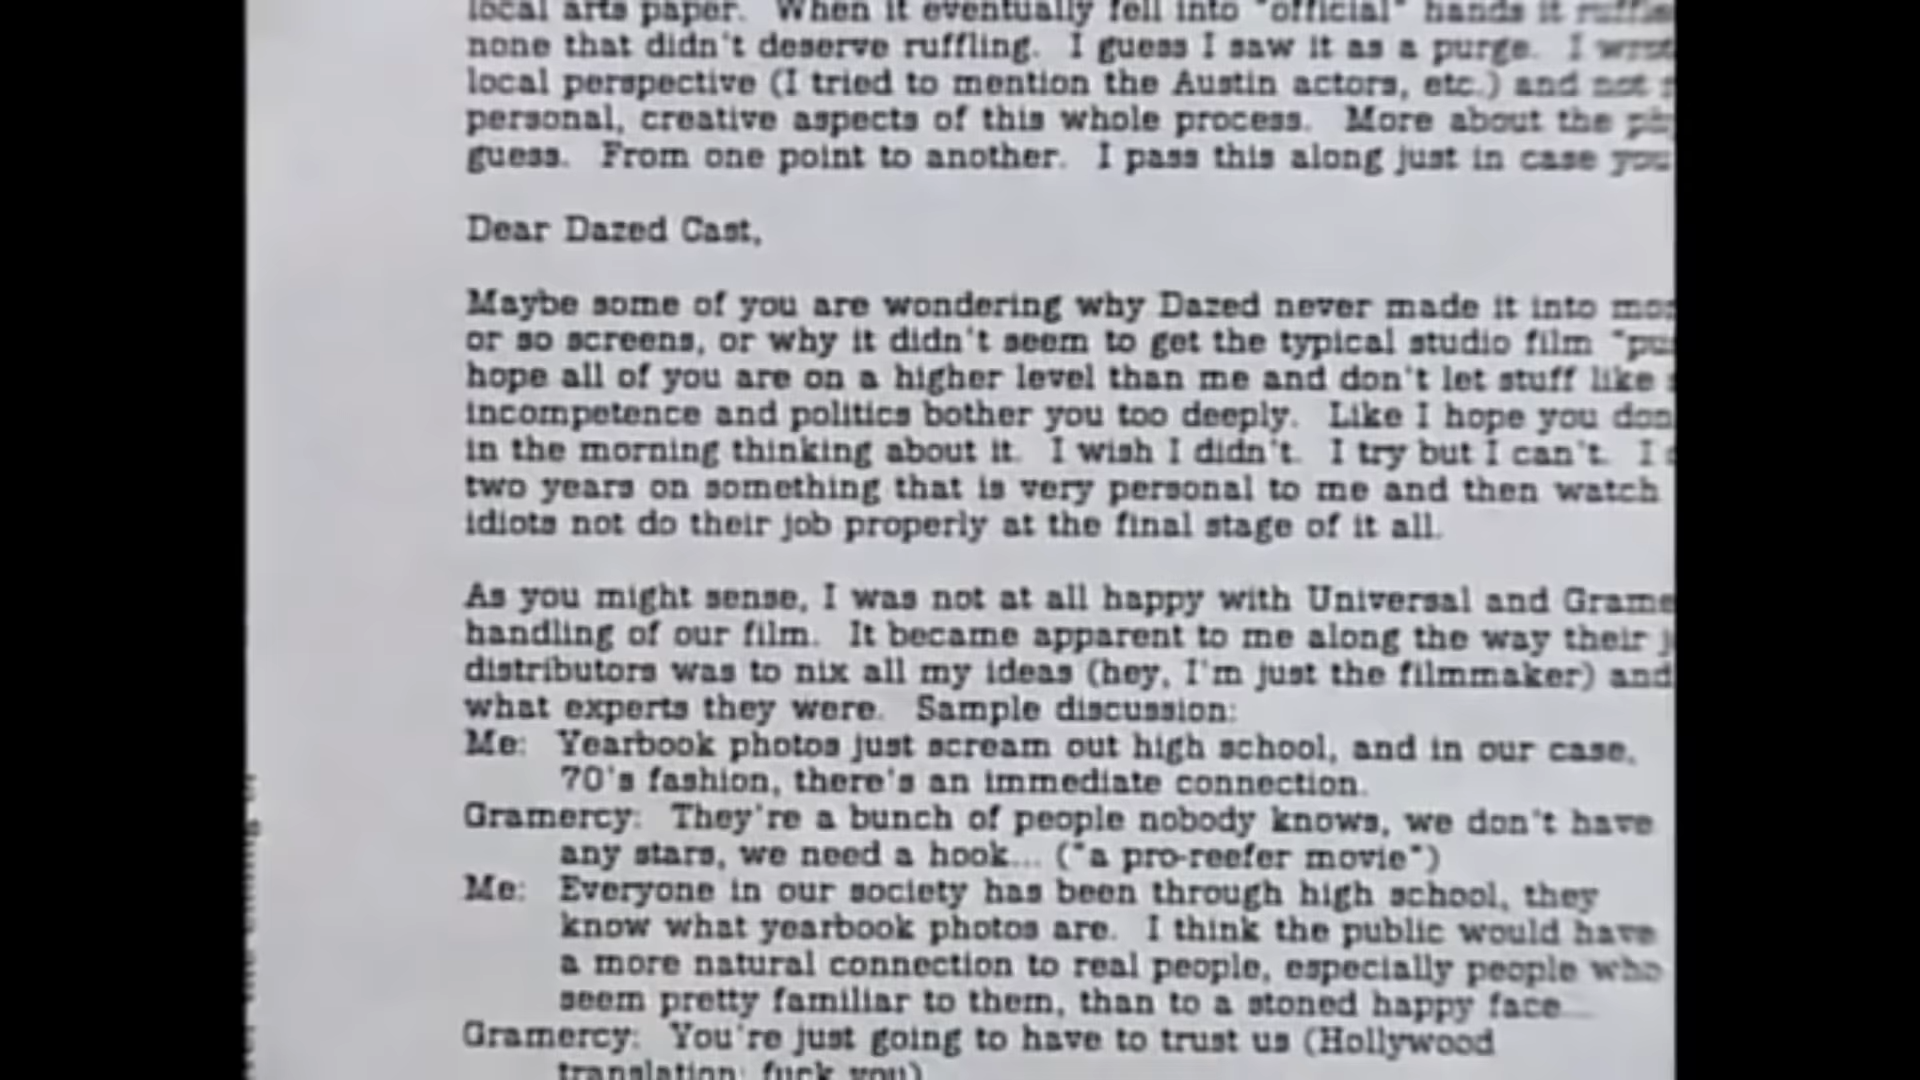 local arts paper.  When it eventually fell into "official" hands it
none that didn't deserve ruffling.  I guess I saw it as a purge.  I
local perspective (I tried to mention the Austin actors, etc.) and not
personal, creative aspects of this whole process.  More about the
guess.  From one point to another.  I pass this along just in case you
Dear Dazed Cast,
Maybe some of you are wondering why Dazed never made it into
or so screens, or why it didn't seem to get the typical studio film
hope all of you are on a higher level than me and don't let stuff like
incompetence and politics bother you too deeply.  Like I hope you
in the morning thinking about it.  I wish I didn't.  I try but I can't.  I
two years on something that is very personal to me and then watch
idiots not do their job properly at the final stage of it all.
As you might sense, I was not at all happy with Universal and
handling of our film.  It became apparent to me along the way their
distributors was to nix all my ideas (hey, I'm just the filmmaker) and
what experts they were.  Sample discussion:
Me:  Yearbook photos just scream out high school, and in our case,
70's fashion, there's an immediate connection.
Gramercy:  They're a bunch of people nobody knows, we don't have
any stars, we need a hook... ("a pro-reefer movie")
Me:  Everyone in our society has been through high school, they
know what yearbook photos are.  I think the public would have
a more natural connection to real people, especially people who
seem pretty familiar to them, than to a stoned happy face...
Gramercy:  You're just going to have to trust us (Hollywood
translation: fuck you)